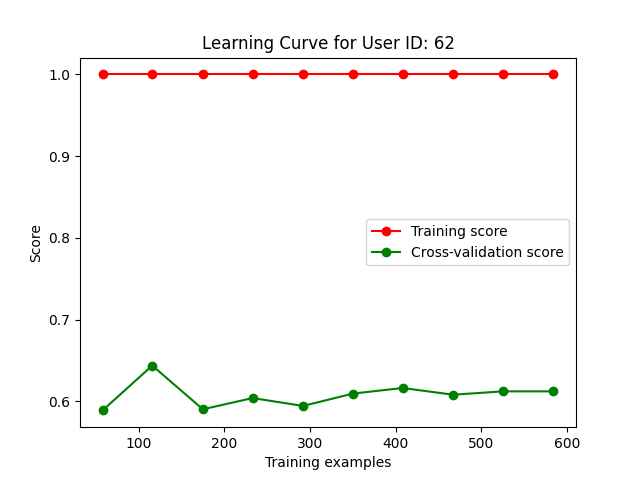 Learning Curve for User ID: 62
1.0
0.9
0.8
0.7
0.6
Score
Training score
Cross-validation score
100 200 300 400 500 600
Training examples